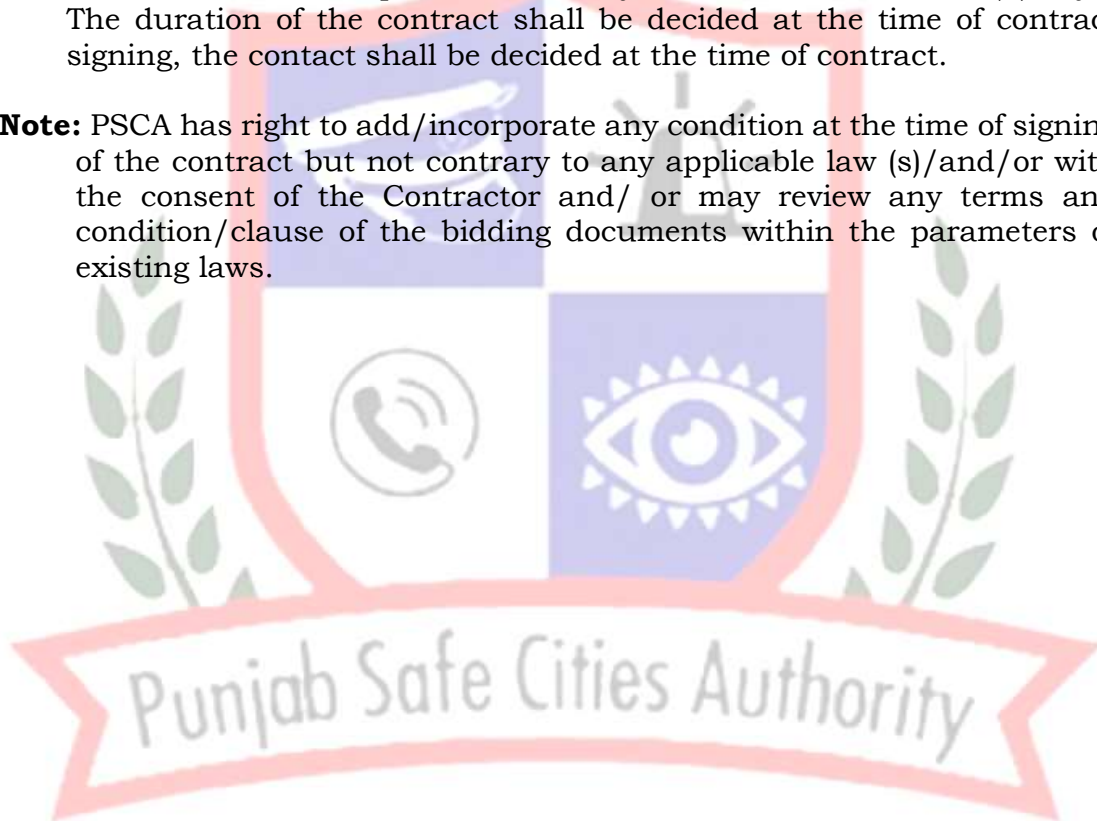 The duration of the contract shall be decided at the time of contrac
signing, the contact shall be decided at the time of contract.
Note: PSCA has right to add/incorporate any condition at the time of signin
of the contract but not contrary to any applicable law (s)/and/or wit
the consent of the Contractor and/ or may review any terms an
condition/clause of the bidding documents within the parameters o
existing laws.
Punjab Safe Cities Authority